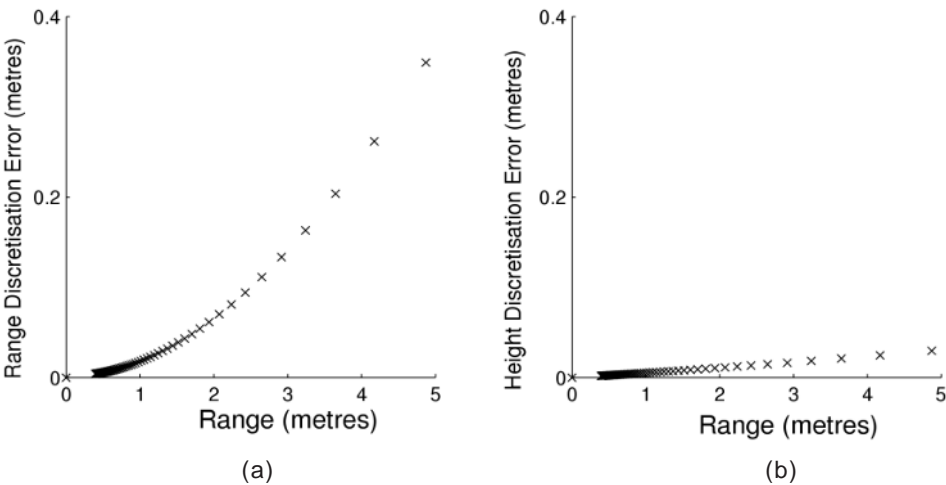 Range Discretisation Error (metres)
0.4
0.2
0
0 1 2 3 4 5
Range (metres)
(a)
Height Discretisation Error (metres)
0.4
0.2
0
0 1 2 3 4 5
Range (metres)
(b)